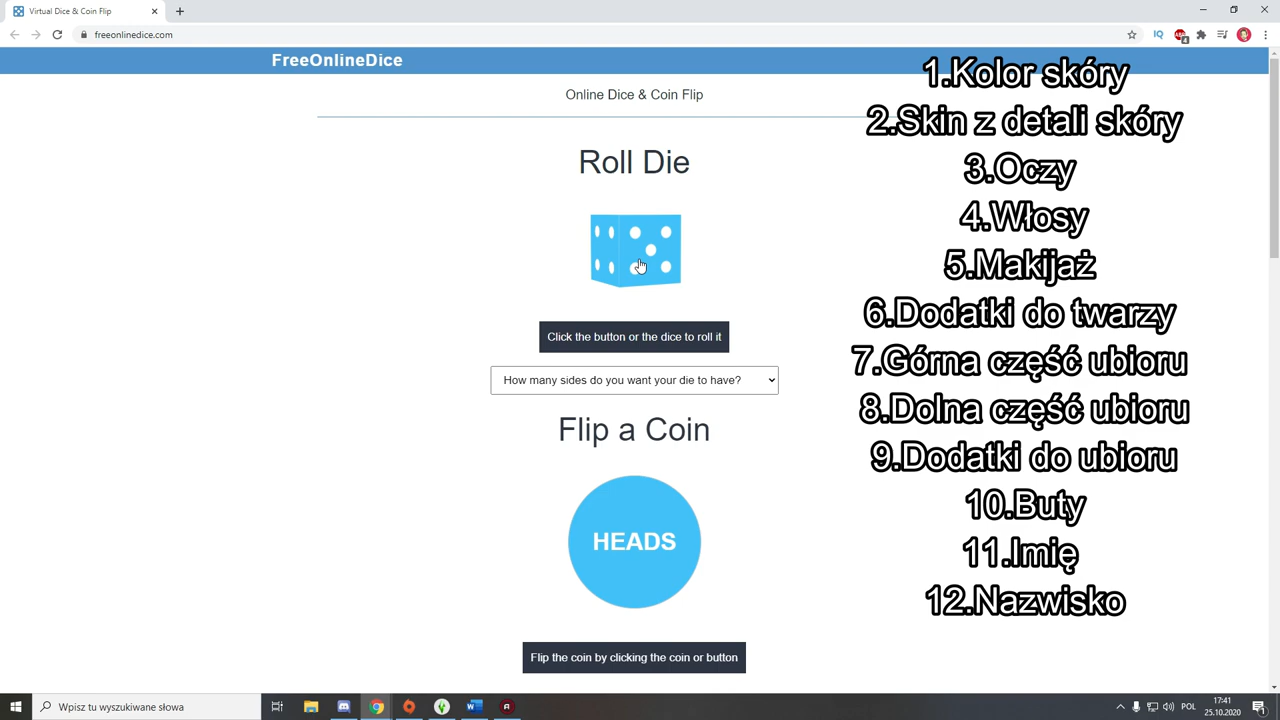 Virtual Dice & Coin Flip
freeonlinedice.com
FreeOnlineDice
Online Dice & Coin Flip
Roll Die
Click the button or the dice to roll it
How many sides do you want your die to have?
Flip a Coin
HEADS
Flip the coin by clicking the coin or button
1.Kolor skóry
2.Skin z detali skóry
3.Oczy
4.Włosy
5.Makijaż
6.Dodatki do twarzy
7.Górna część ubioru
8.Dolna część ubioru
9.Dodatki do ubioru
10.Buty
11.Imię
12.Nazwisko
Wpisz tu wyszukiwane słowa
POL
17:41
25.10.2020